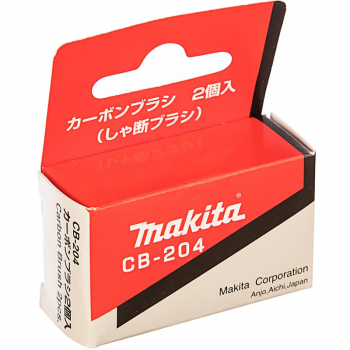 カーボンブラシ 2個入
(しゃ断ブラシ)
makita
CB-204
Makita Corporation
Anjo,Aichi,Japan
CB-204
カーボンブラシ2個入
Carbon Brush 2pcs.